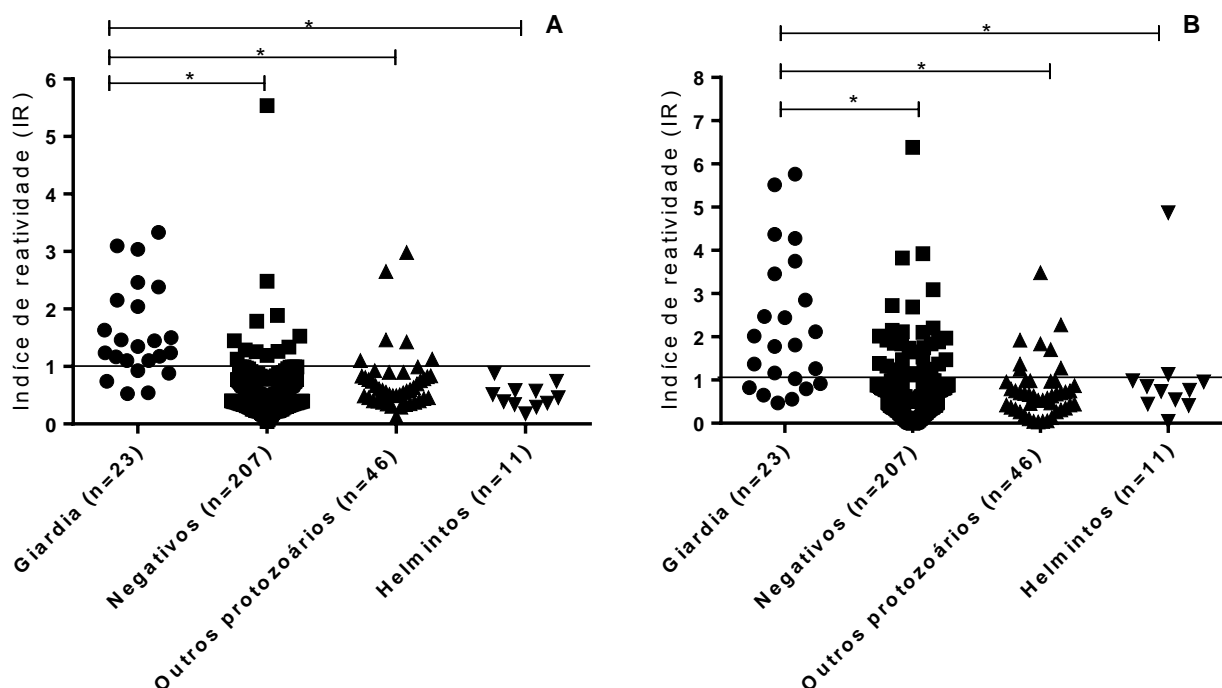 A
*
*
*
Indíce de reatividade (IR)
6
5
4
3
2
1
0
Giardia (n=23)
Negativos (n=207)
Outros protozoários (n=46)
Helmintos (n=11)
B
*
*
*
Indíce de reatividade (IR)
8
7
6
5
4
3
2
1
0
Giardia (n=23)
Negativos (n=207)
Outros protozoários (n=46)
Helmintos (n=11)